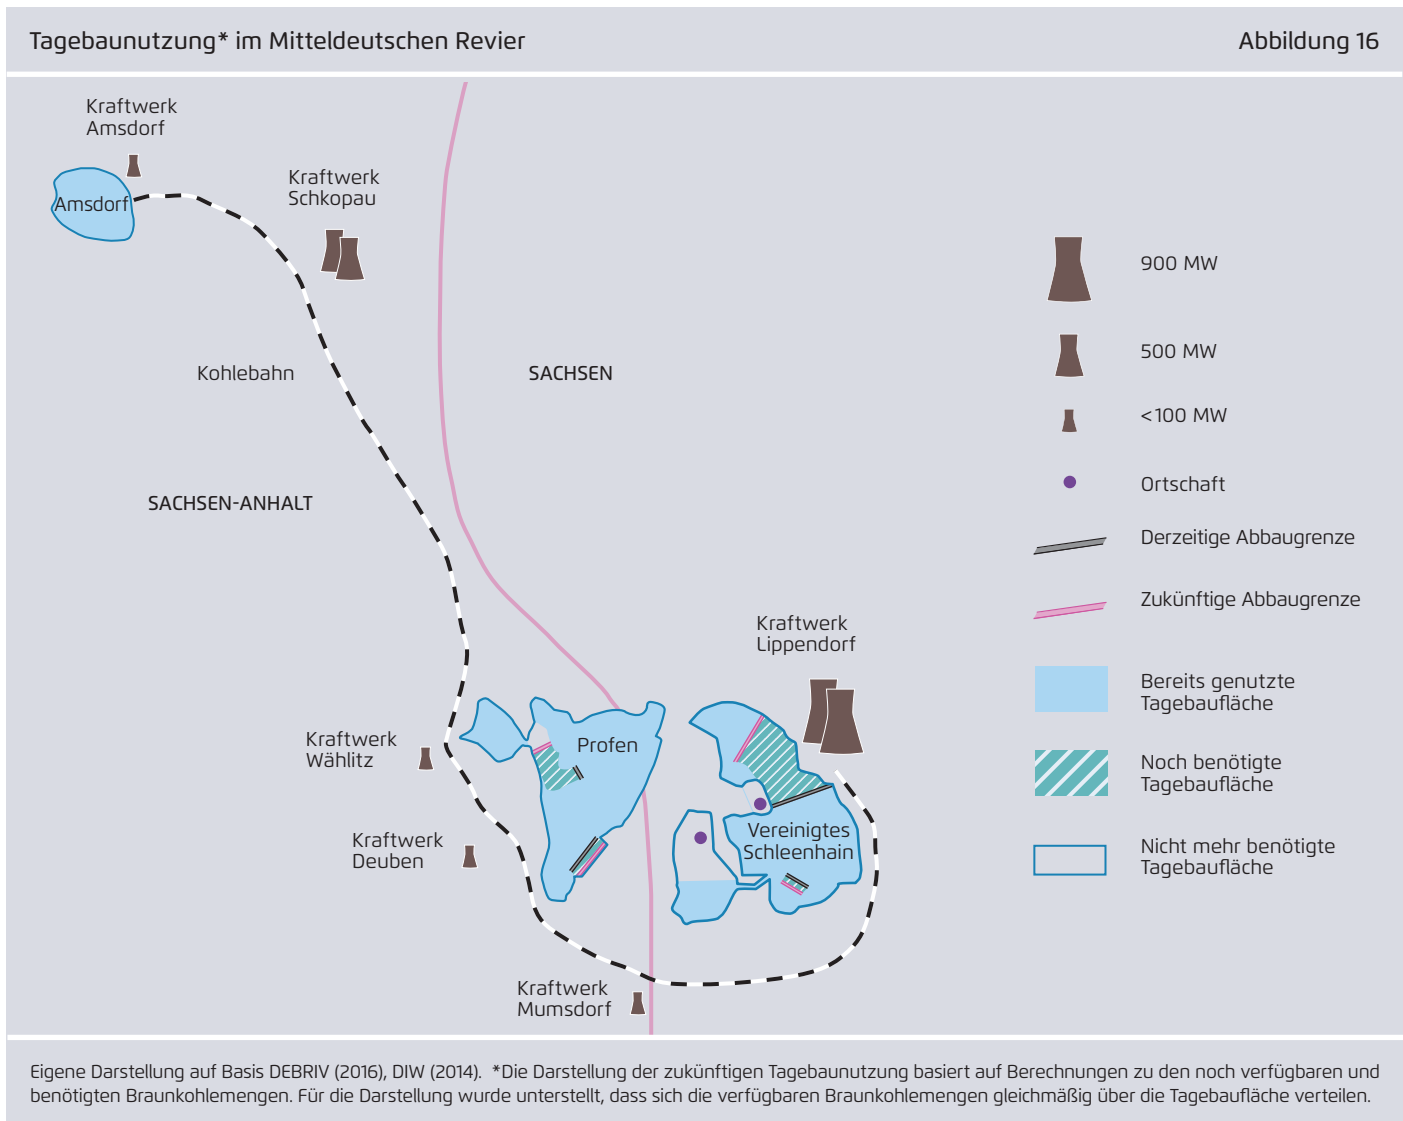 Tagebaunutzung* im Mitteldeutschen Revier
Abbildung 16
Kraftwerk
Amsdorf
Amsdorf
Kraftwerk
Schkopau
Kohlebahn
SACHSEN
SACHSEN-ANHALT
Kraftwerk
Lippendorf
Kraftwerk
Wählitz
Profen
Kraftwerk
Deuben
Vereinigtes
Schleenhain
Kraftwerk
Mumsdorf
900 MW
500 MW
<100 MW
Ortschaft
Derzeitige Abbaugrenze
Zukünftige Abbaugrenze
Bereits genutzte
Tagebaufläche
Noch benötigte
Tagebaufläche
Nicht mehr benötigte
Tagebaufläche
Eigene Darstellung auf Basis DEBRIV (2016), DIW (2014). *Die Darstellung der zukünftigen Tagebaunutzung basiert auf Berechnungen zu den noch verfügbaren und
benötigten Braunkohlemengen. Für die Darstellung wurde unterstellt, dass sich die verfügbaren Braunkohlemengen gleichmäßig über die Tagebaufläche verteilen.